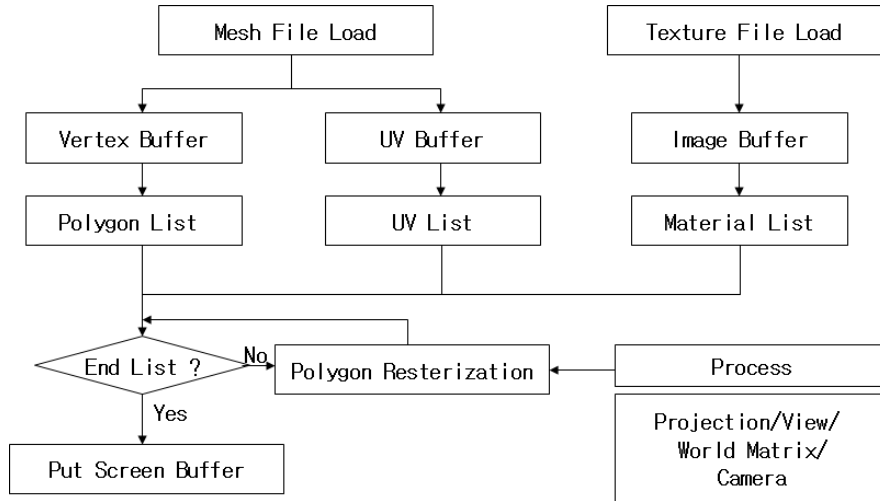 Mesh File Load
Texture File Load
Vertex Buffer
UV Buffer
Image Buffer
Polygon List
UV List
Material List
End List ?
No
Polygon Resterization
Process
Yes
Projection/View/
World Matrix/
Camera
Put Screen Buffer